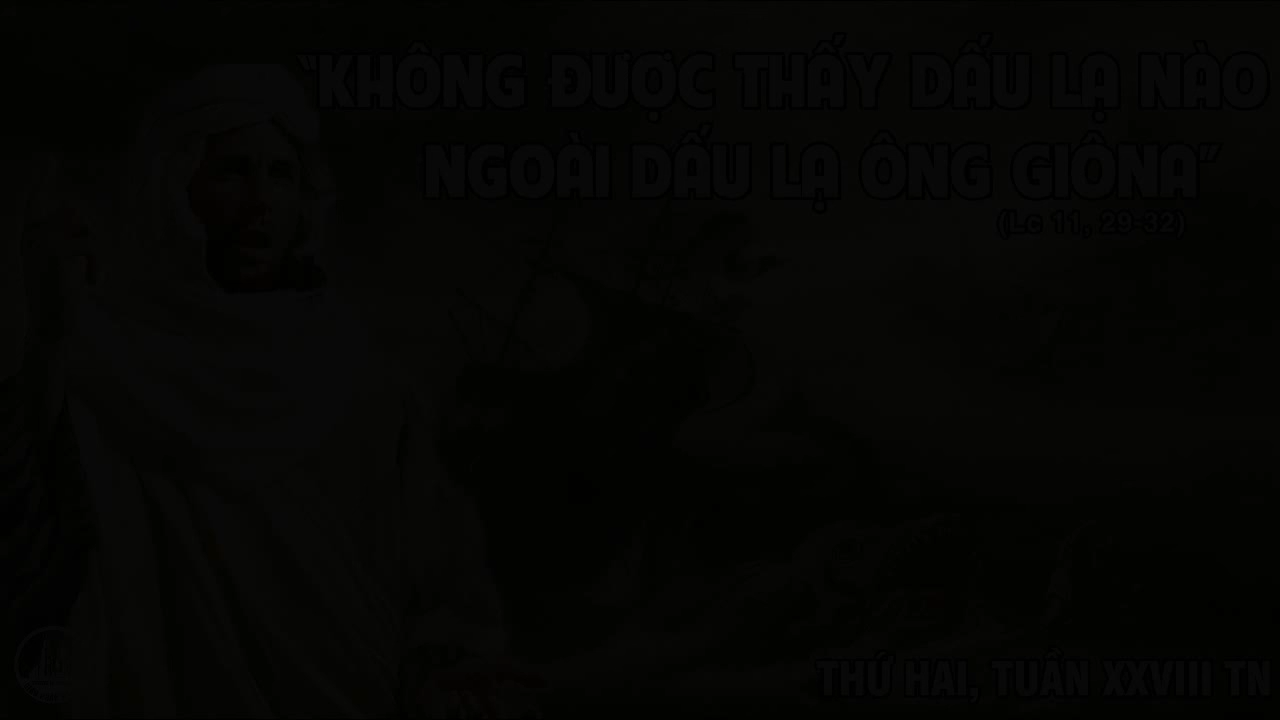 “KHÔNG ĐƯỢC THẤY DẤU LẠ NÀO
NGOÀI DẤU LẠ ÔNG GIÔNA”
(Lc 11, 29-32)
THỨ HAI, TUẦN XXVIII TN